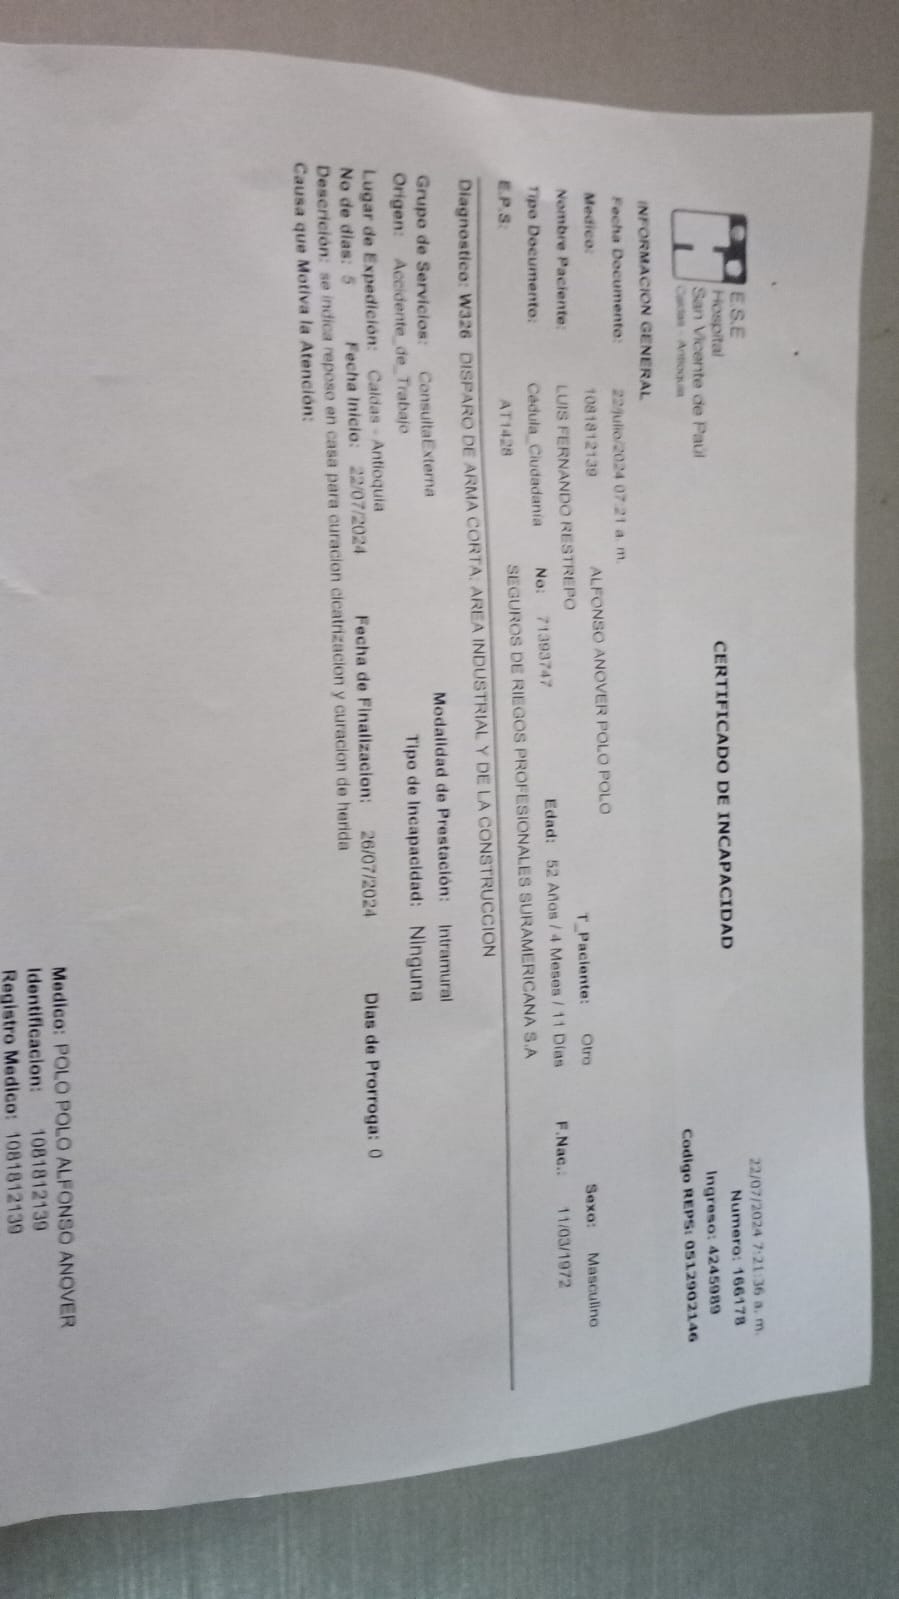 E.S.E
Hospital
San Vicente de Paúl
Caldas - Antioquia
CERTIFICADO DE INCAPACIDAD
22/07/2024 7:21:36 a. m.
Numero: 166178
Ingreso: 4245989
Codigo REPS: 0512902146
INFORMACION GENERAL
Fecha Documento: 22/julio/2024 07:21 a. m.
Medico: 1081812139 ALFONSO ANOVER POLO POLO
Nombre Paciente: LUIS FERNANDO RESTREPO T_Paciente: Otro Sexo: Masculino
Tipo Documento: Cédula_Ciudadanía No: 71393747 Edad: 52 Años / 4 Meses / 11 Días F.Nac.: 11/03/1972
E.P.S: AT1428 SEGUROS DE RIEGOS PROFESIONALES SURAMERICANA S.A
Diagnostico: W326 DISPARO DE ARMA CORTA: AREA INDUSTRIAL Y DE LA CONSTRUCCION
Grupo de Servicios: ConsultaExterna Modalidad de Prestación: Intramural
Origen: Accidente_de_Trabajo Tipo de Incapacidad: Ninguna
Lugar de Expedición: Caldas - Antioquia
No de dias: 5 Fecha Inicio: 22/07/2024 Fecha de Finalizacion: 26/07/2024 Dias de Prorroga: 0
Descrición: se indica reposo en casa para curacion cicatrizacion y curacion de herida
Causa que Motiva la Atención:
Medico: POLO POLO ALFONSO ANOVER
Identificacion: 1081812139
Registro Medico: 1081812139